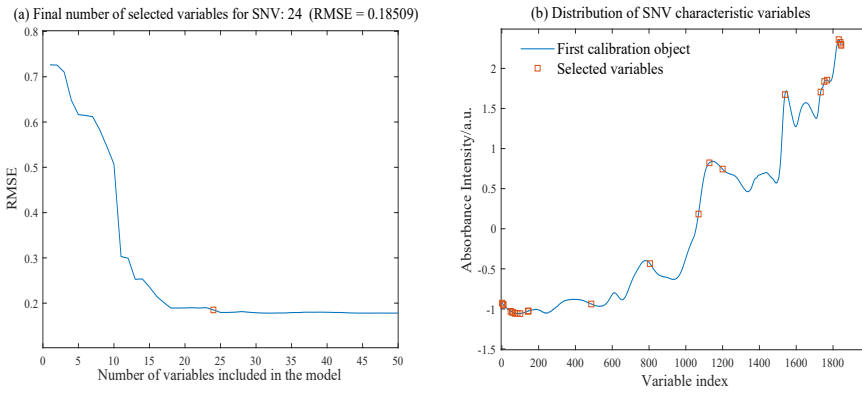 (a) Final number of selected variables for SNV: 24 (RMSE = 0.18509)
0.8
0.7
0.6
0.5
0.4
0.3
0.2
RMSE
0 5 10 15 20 25 30 35 40 45 50
Number of variables included in the model
(b) Distribution of SNV characteristic variables
First calibration object
Selected variables
2
1.5
1
0.5
0
-0.5
-1
-1.5
Absorbance Intensity/a.u.
0 200 400 600 800 1000 1200 1400 1600 1800
Variable index